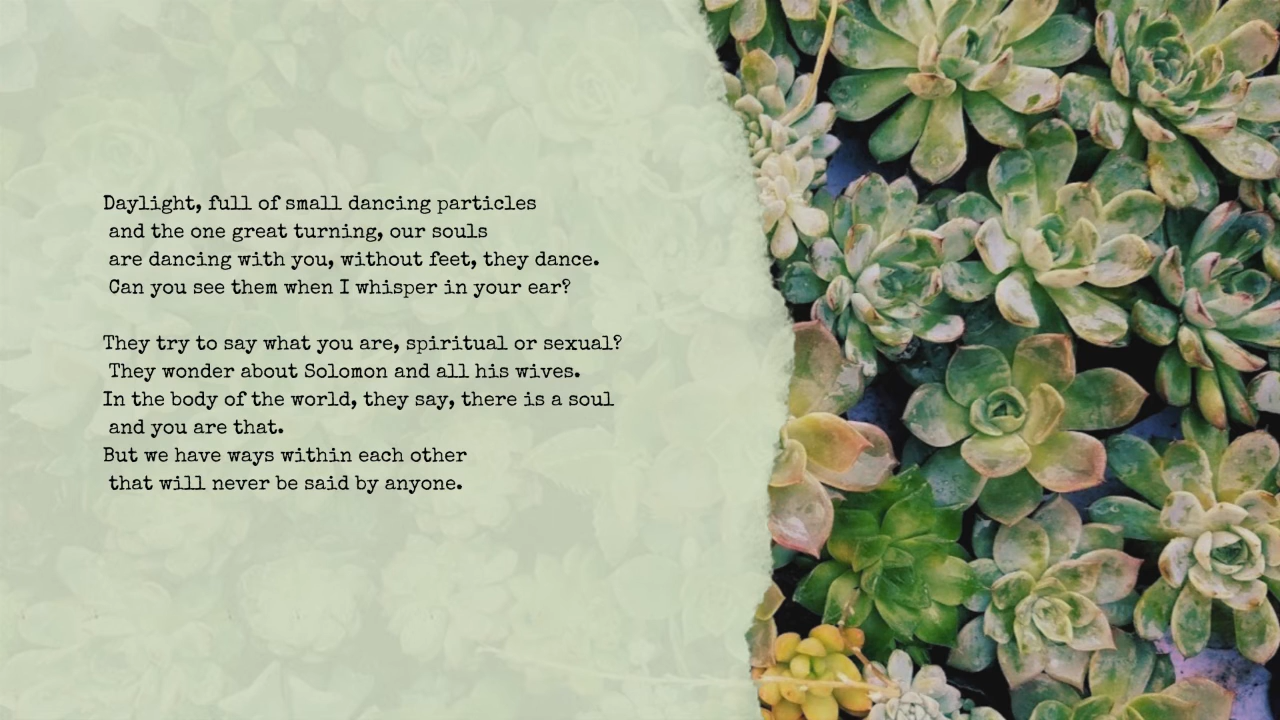 Daylight, full of small dancing particles
and the one great turning, our souls
are dancing with you, without feet, they dance.
Can you see them when I whisper in your ear?
They try to say what you are, spiritual or sexual?
They wonder about Solomon and all his wives.
In the body of the world, they say, there is a soul
and you are that.
But we have ways within each other
that will never be said by anyone.